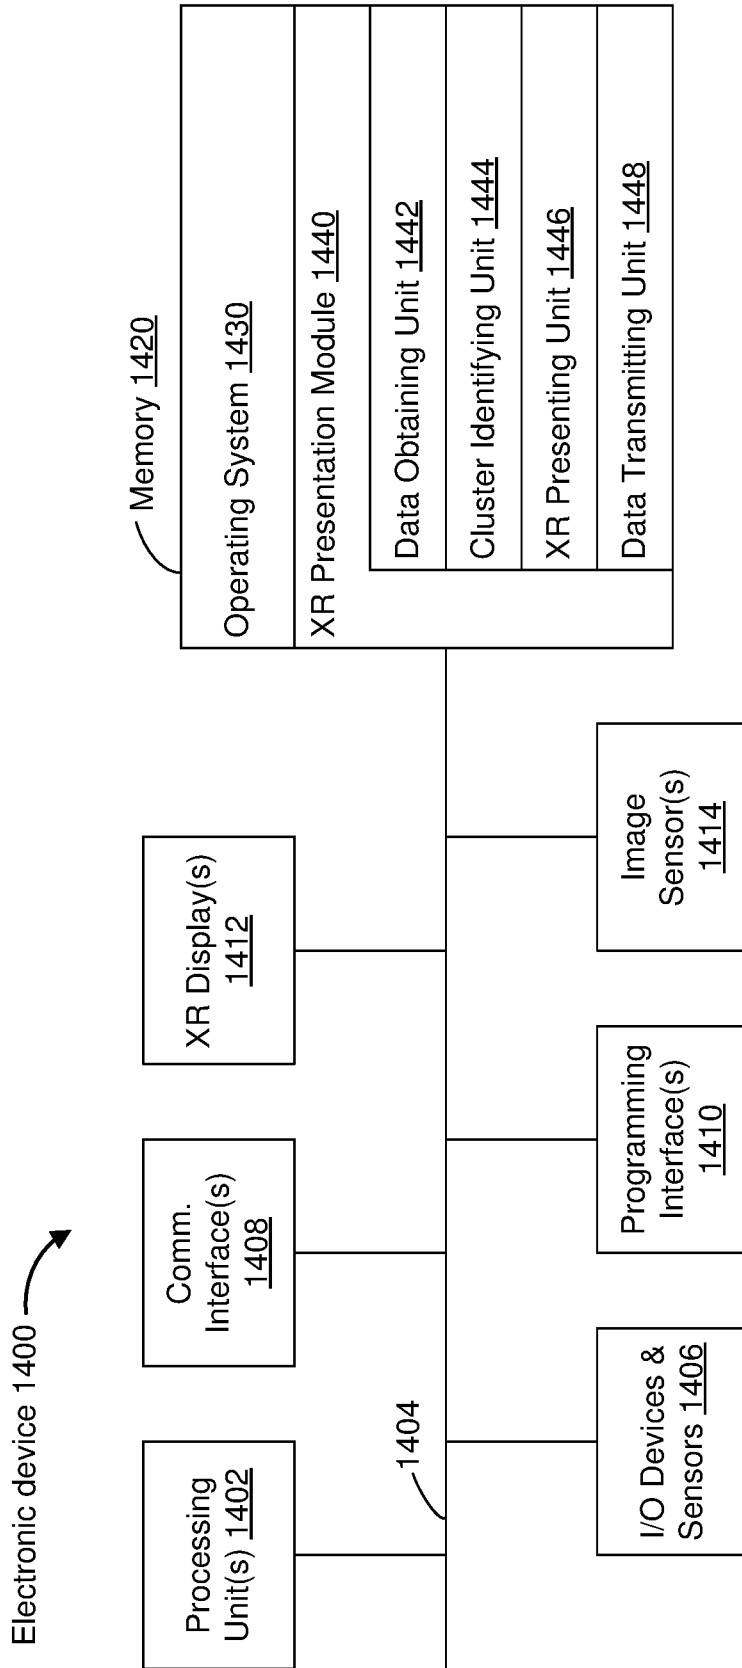 Electronic device 1400
Processing
Unit(s) 1402
Comm.
Interface(s)
1408
XR Display(s)
1412
Memory 1420
Operating System 1430
XR Presentation Module 1440
Data Obtaining Unit 1442
Cluster Identifying Unit 1444
XR Presenting Unit 1446
Data Transmitting Unit 1448
1404
I/O Devices &
Sensors 1406
Programming
Interface(s)
1410
Image
Sensor(s)
1414